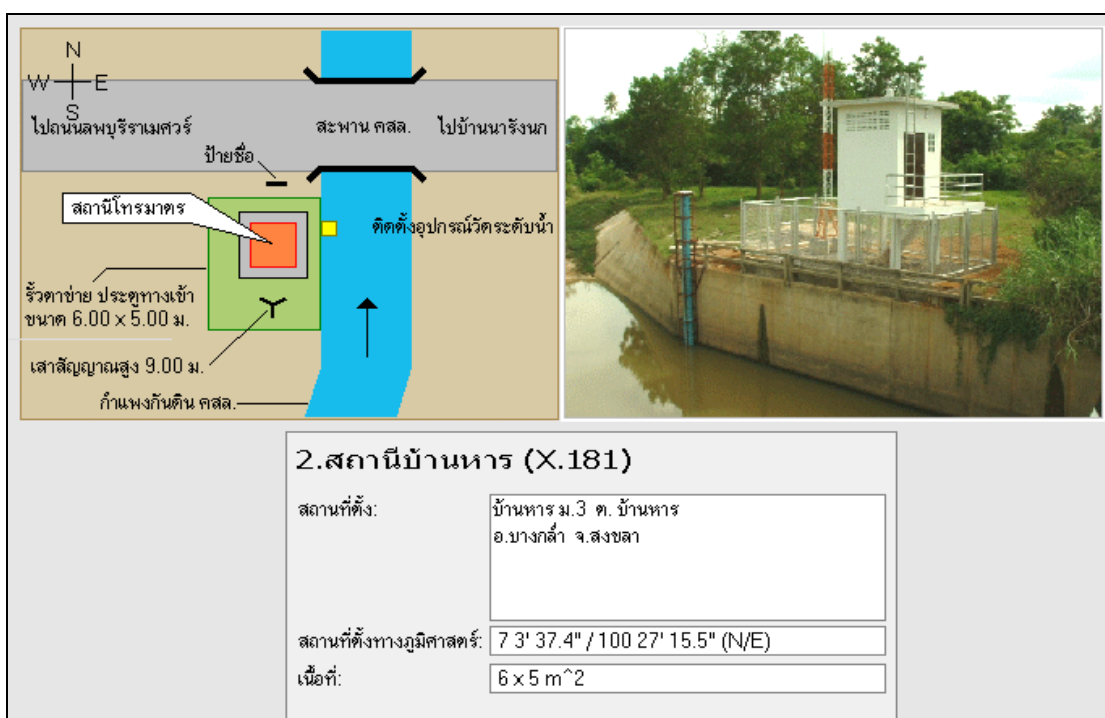 N
W E
S
ไปถนนลพบุรีราเมศวร์
สะพาน คสล.
ไปบ้านนารังนก
ป้ายชื่อ
สถานีโทรมาตร
ติดตั้งอุปกรณ์วัดระดับน้ำ
รั้วตาข่าย ประตูทางเข้า
ขนาด 6.00 x 5.00 ม.
เสาสัญญาณสูง 9.00 ม.
กำแพงกันดิน คสล.
2.สถานีบ้านหาร (X.181)
สถานที่ตั้ง:
บ้านหาร ม.3 ต. บ้านหาร
อ.บางกล่ำ จ.สงขลา
สถานที่ตั้งทางภูมิศาสตร์:
7 3' 37.4" / 100 27' 15.5" (N/E)
เนื้อที่:
6 x 5 m^2